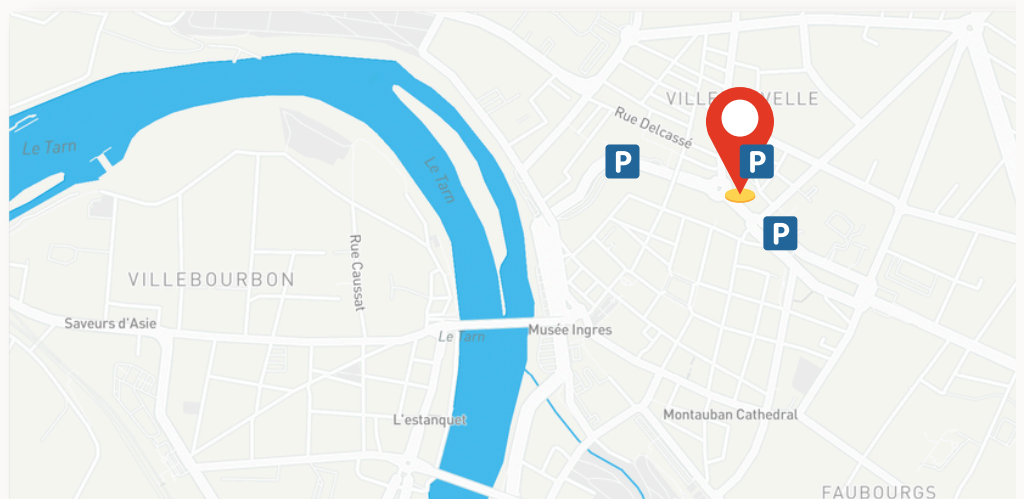 Rue Delcassé
P
P
P
Le Tarn
Le Tarn
VILLEBOURBON
Rue Caussat
Saveurs d'Asie
Musée Ingres
Le Tarn
L'estanquet
Montauban Cathedral
FAUBOURGS